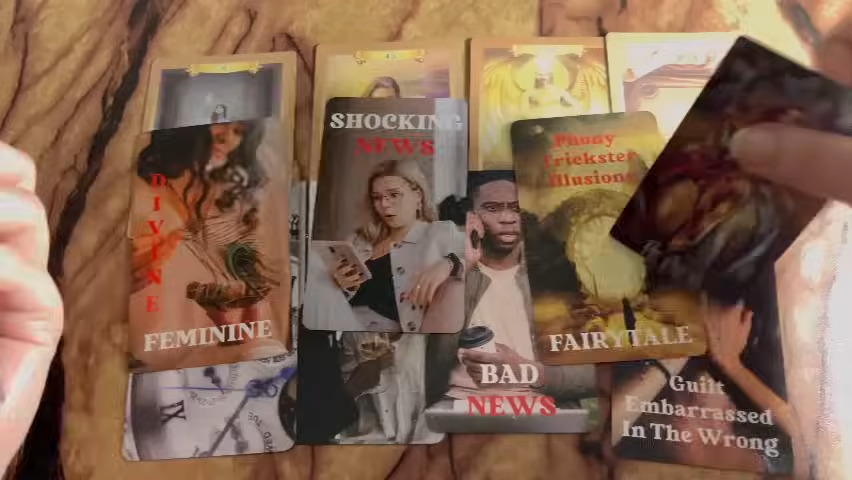 SHOCKING
NEWS
Phony
Trickster
Illusions
DIVINE
FEMININE
FAIRYTALE
BAD
NEWS
Guilt
Embarrassed
In The Wrong